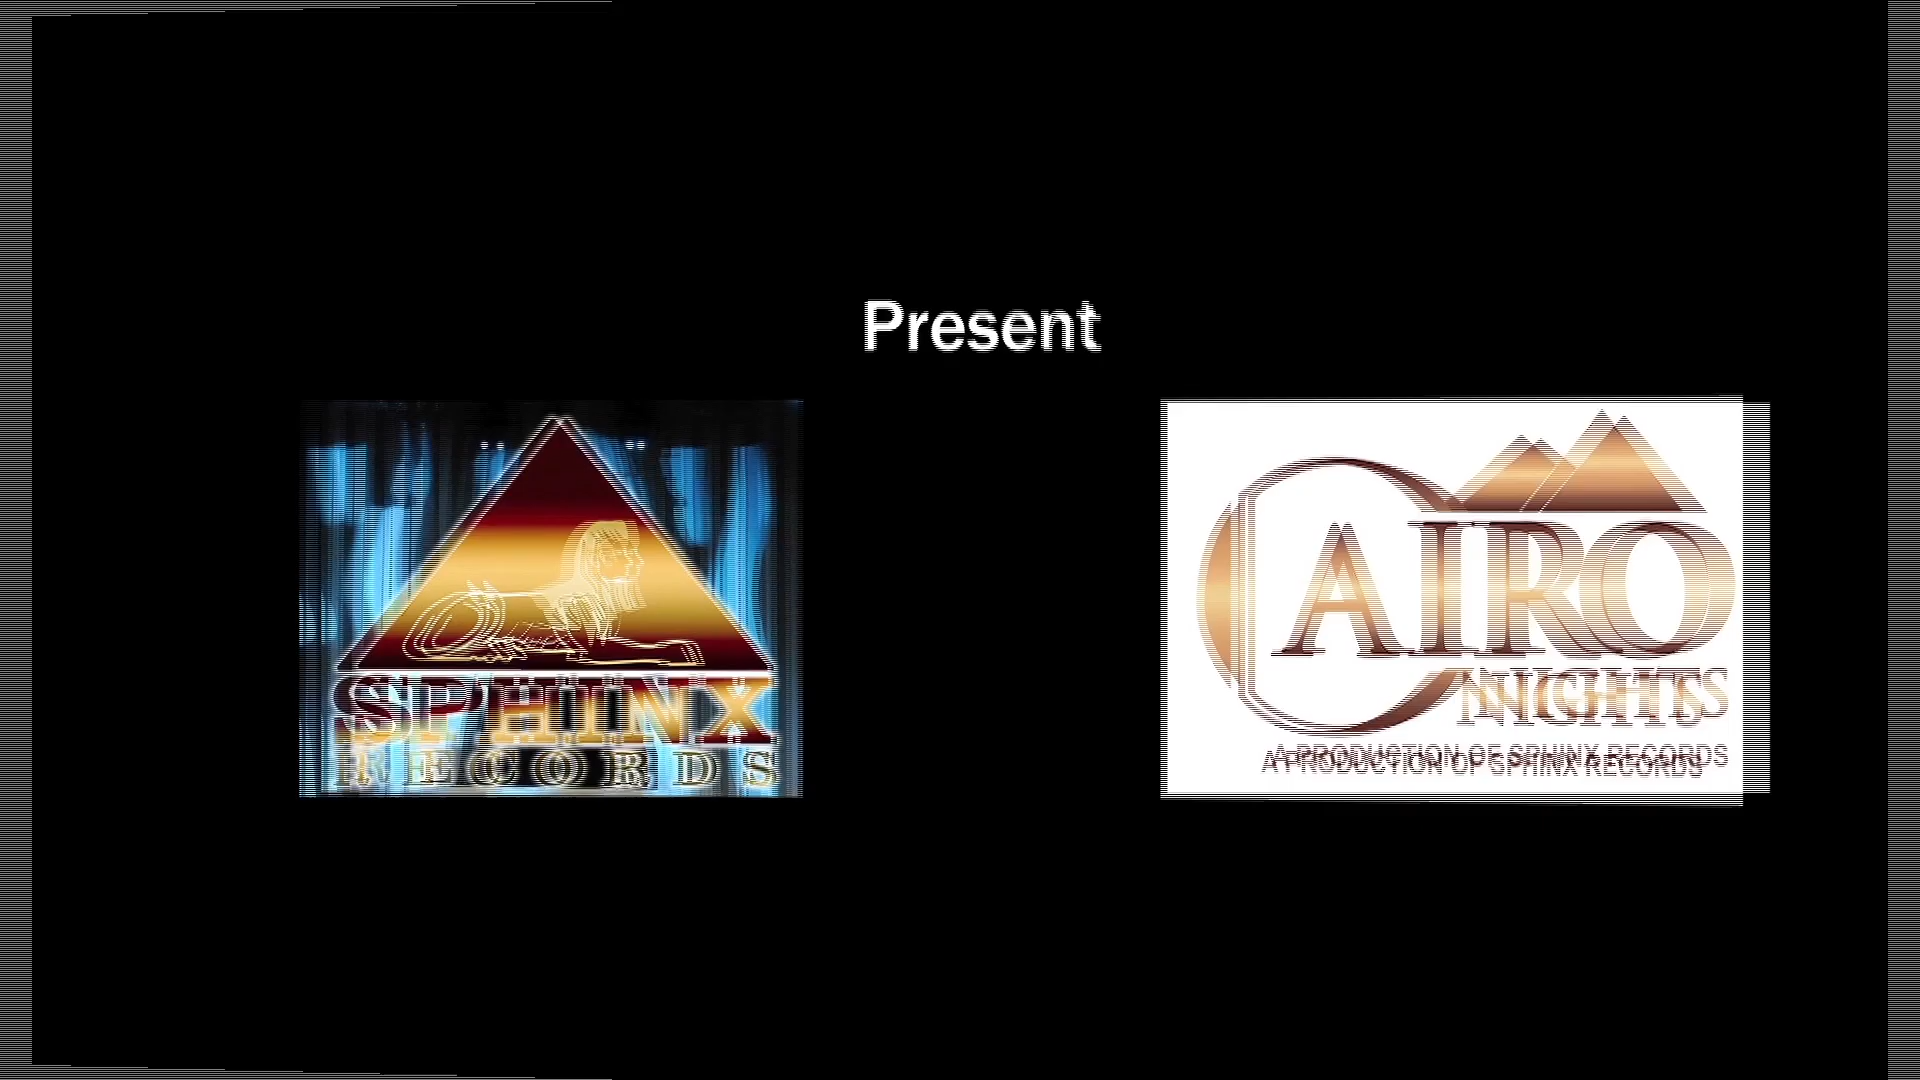 Present
SPHINX
RECORDS
CAIRO
NIGHTS
A PRODUCTION OF SPHINX RECORDS